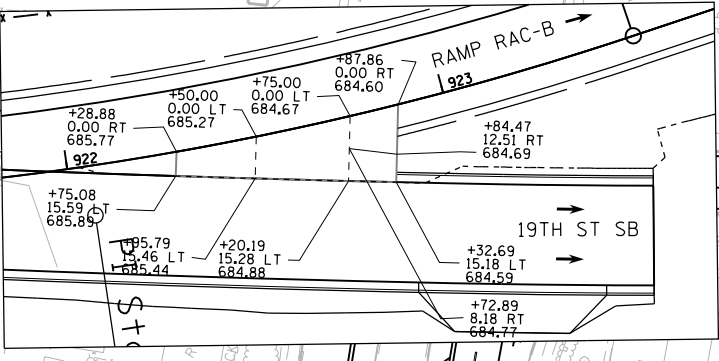 +87.86
0.00 RT
684.60
RAMP RAC-B
923
+75.00
0.00 LT
684.67
+50.00
0.00 LT
685.27
+28.88
0.00 RT
685.77
922
+84.47
12.51 RT
684.69
+75.08
15.59 LT
685.89
+95.79
15.46 LT
685.44
+20.19
15.28 LT
684.88
+32.69
15.18 LT
684.59
19TH ST SB
+72.89
8.18 RT
684.77
PI